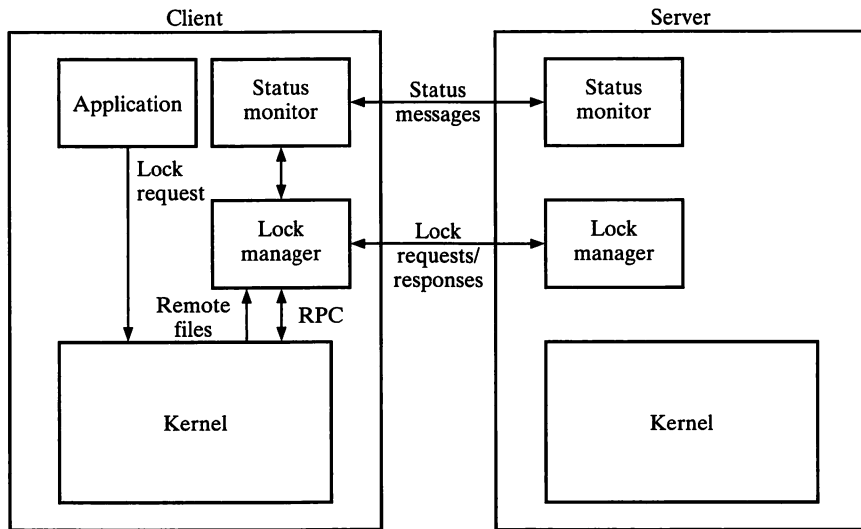 Client
Server
Application
Status
monitor
Status
messages
Status
monitor
Lock
request
Lock
manager
Lock
requests/
responses
Lock
manager
Remote
files
RPC
Kernel
Kernel